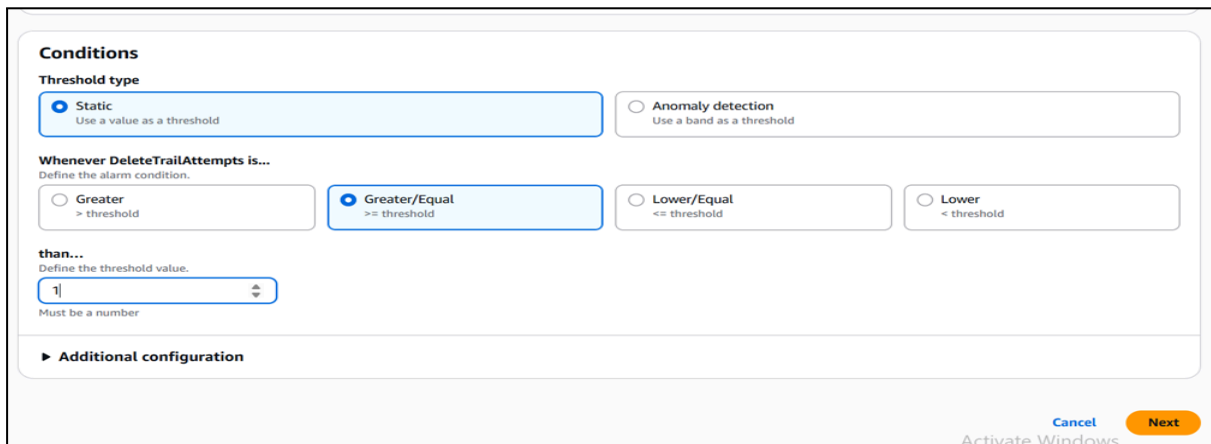 Conditions
Threshold type
Static
Use a value as a threshold
Anomaly detection
Use a band as a threshold
Whenever DeleteTrailAttempts is...
Define the alarm condition.
Greater
> threshold
Greater/Equal
>= threshold
Lower/Equal
<= threshold
Lower
< threshold
than...
Define the threshold value.
1
Must be a number
Additional configuration
Cancel
Next
Activate Windows